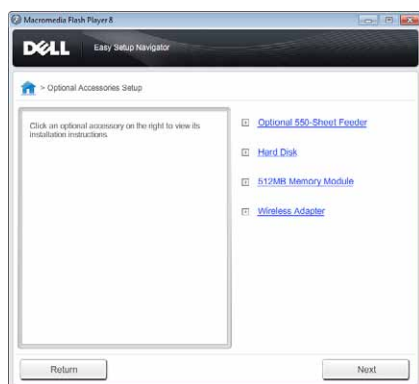 Macromedia Flash Player 8
DELL
Easy Setup Navigator
> Optional Accessories Setup
Click an optional accessory on the right to view its
installation instructions.
Optional 550-Sheet Feeder
Hard Disk
512MB Memory Module
Wireless Adapter
Return
Next